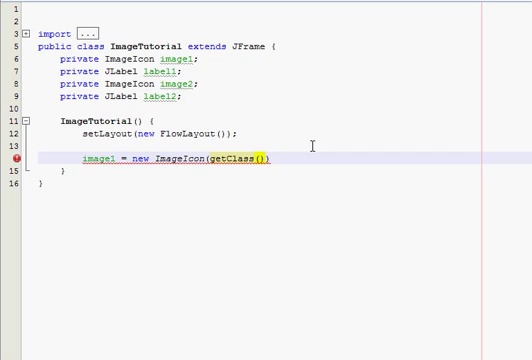 1
2
3 import ...
5 public class ImageTutorial extends JFrame {
6 private ImageIcon image1;
7 private JLabel label1;
8 private ImageIcon image2;
9 private JLabel label2;
10
11 ImageTutorial() {
12 setLayout(new FlowLayout());
13
image1 = new ImageIcon(getClass())
15 }
16 }